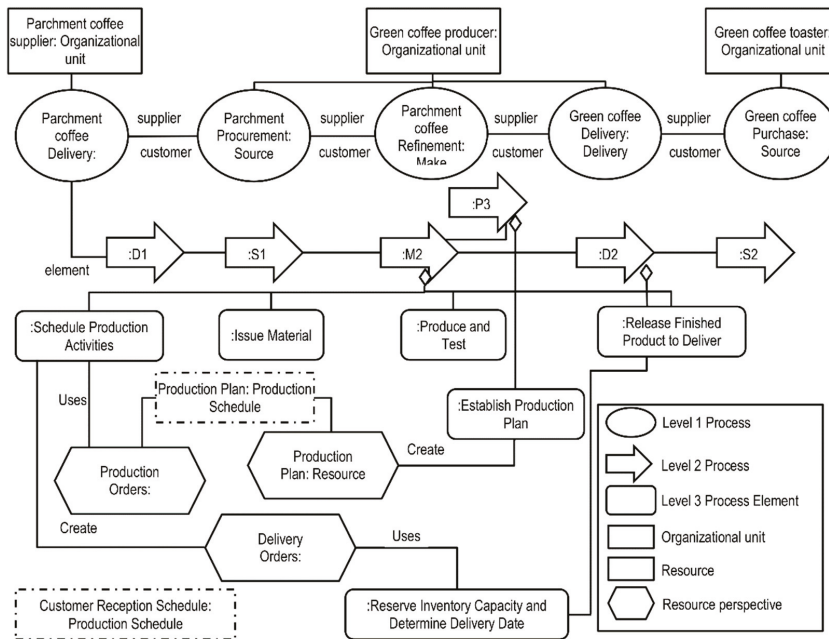 Parchment coffee
supplier: Organizational
unit
Green coffee producer:
Organizational unit
Green coffee toaster:
Organizational unit
Parchment
coffee
Delivery:
supplier
customer
Parchment
Procurement:
Source
supplier
customer
Parchment
coffee
Refinement:
Make
supplier
customer
Green coffee
Delivery:
Delivery
supplier
customer
Green coffee
Purchase:
Source
:P3
element
:D1
:S1
:M2
:D2
:S2
:Schedule Production
Activities
:Issue Material
:Produce and
Test
:Release Finished
Product to Deliver
Uses
Production Plan: Production
Schedule
:Establish Production
Plan
Production
Orders:
Production
Plan: Resource
Create
Create
Delivery
Orders:
Uses
Customer Reception Schedule:
Production Schedule
:Reserve Inventory Capacity and
Determine Delivery Date
Level 1 Process
Level 2 Process
Level 3 Process Element
Organizational unit
Resource
Resource perspective